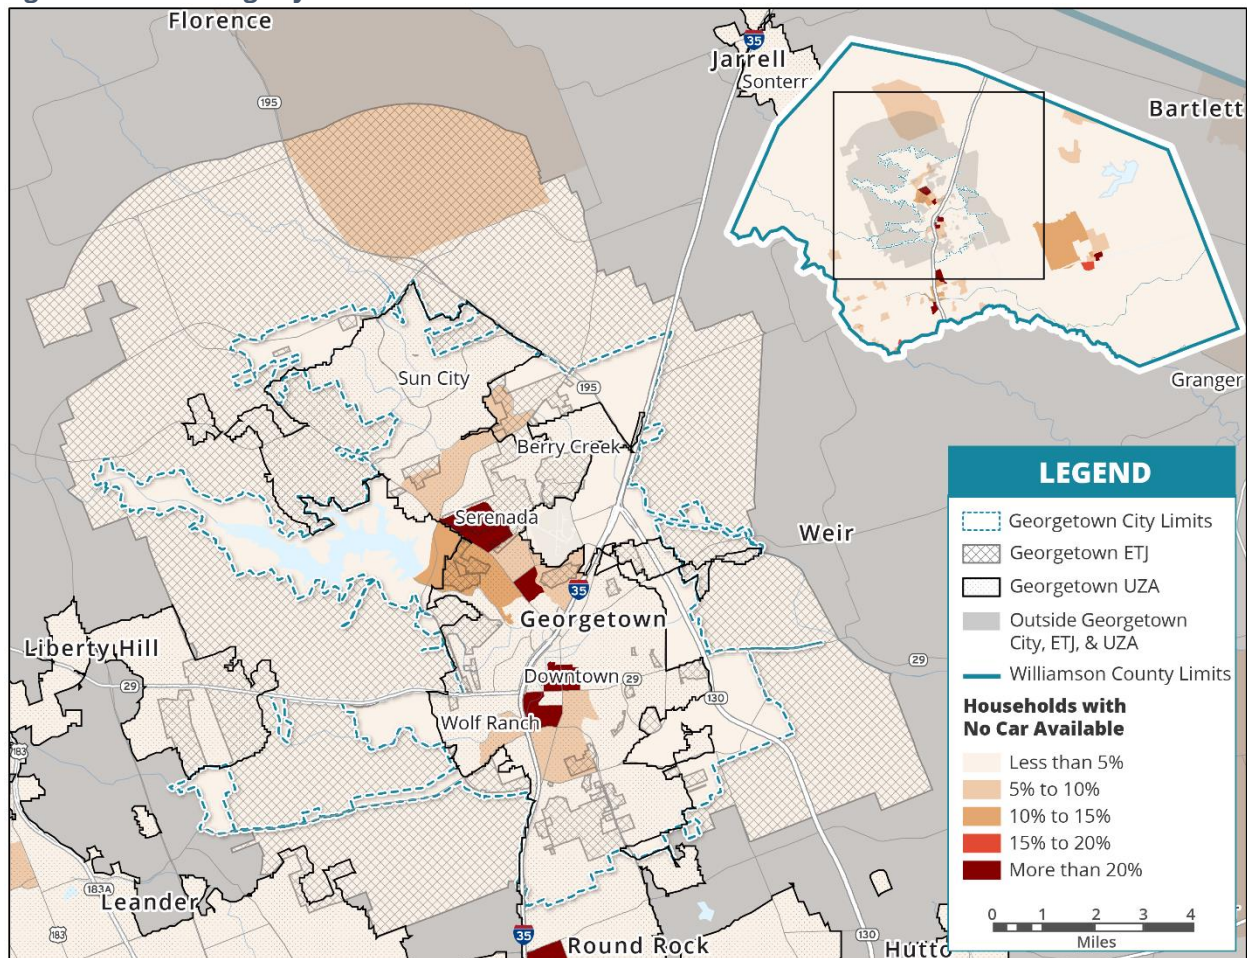 Florence
35
Jarrell
Sonterr
195
Bartlett
Granger
Sun City
195
Berry Creek
Serenada
Weir
35
Georgetown
Liberty Hill
29
29
Downtown
29
130
Wolf Ranch
183
183A
Leander
183
35
Round Rock
130
Hutto
LEGEND
Georgetown City Limits
Georgetown ETJ
Georgetown UZA
Outside Georgetown
City, ETJ, & UZA
Williamson County Limits
Households with
No Car Available
Less than 5%
5% to 10%
10% to 15%
15% to 20%
More than 20%
0 1 2 3 4
Miles